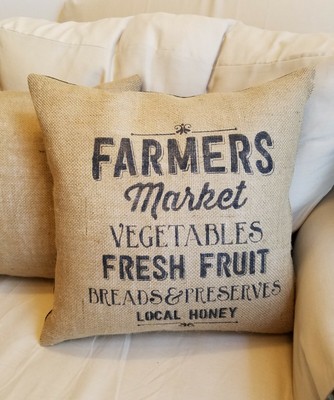 FARMERS
Market
VEGETABLES
FRESH FRUIT
BREADS&PRESERVES
LOCAL HONEY